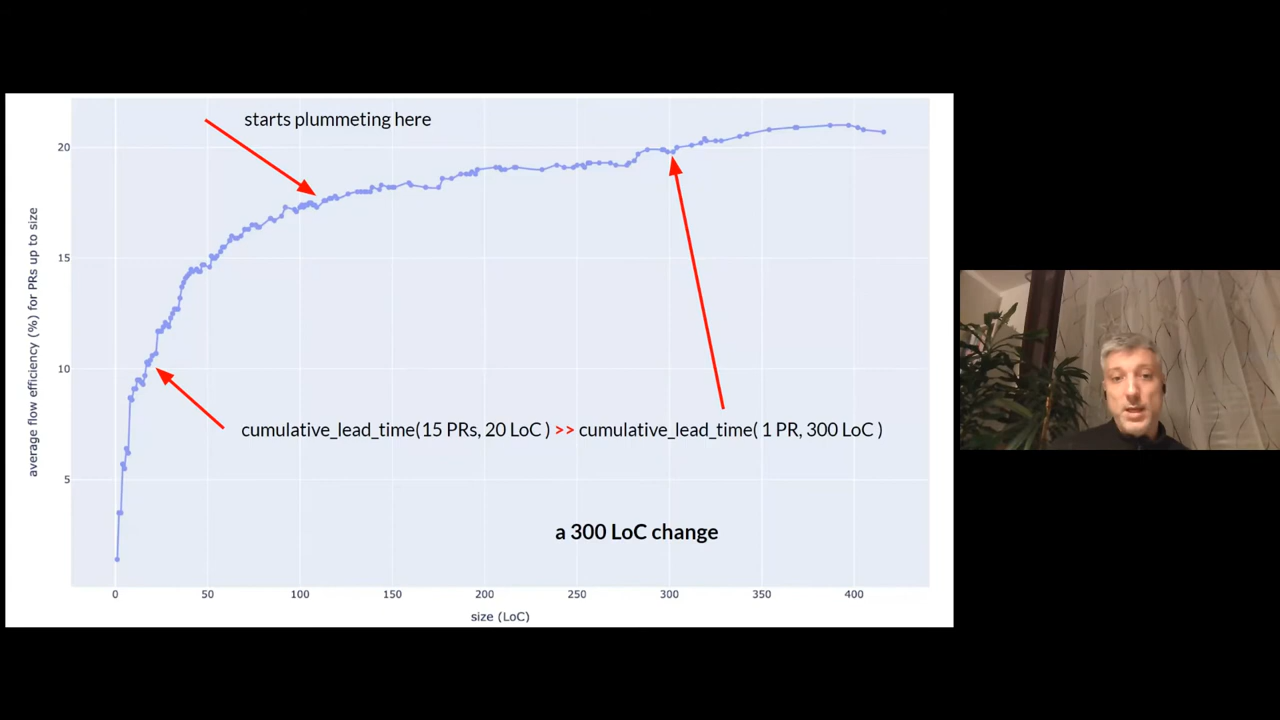 starts plummeting here
20
15
10
5
average flow efficiency (%) for PRs up to size
cumulative_lead_time(15 PRs, 20 LoC ) >> cumulative_lead_time( 1 PR, 300 LoC )
a 300 LoC change
0 50 100 150 200 250 300 350 400
size (LoC)